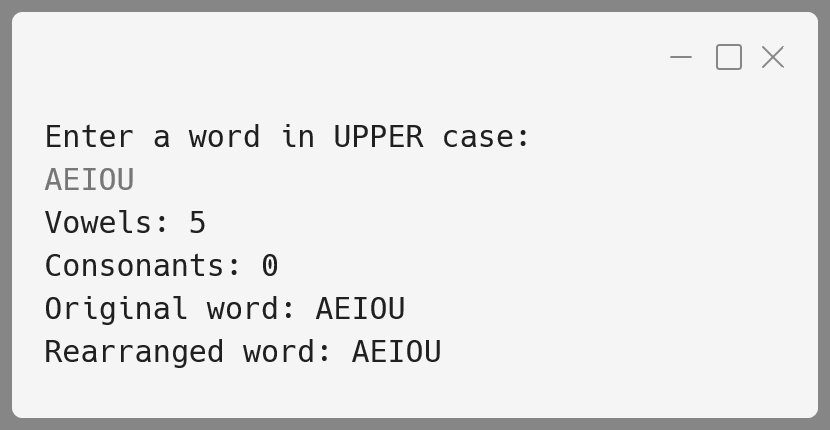 Enter a word in UPPER case:
AEIOU
Vowels: 5
Consonants: 0
Original word: AEIOU
Rearranged word: AEIOU